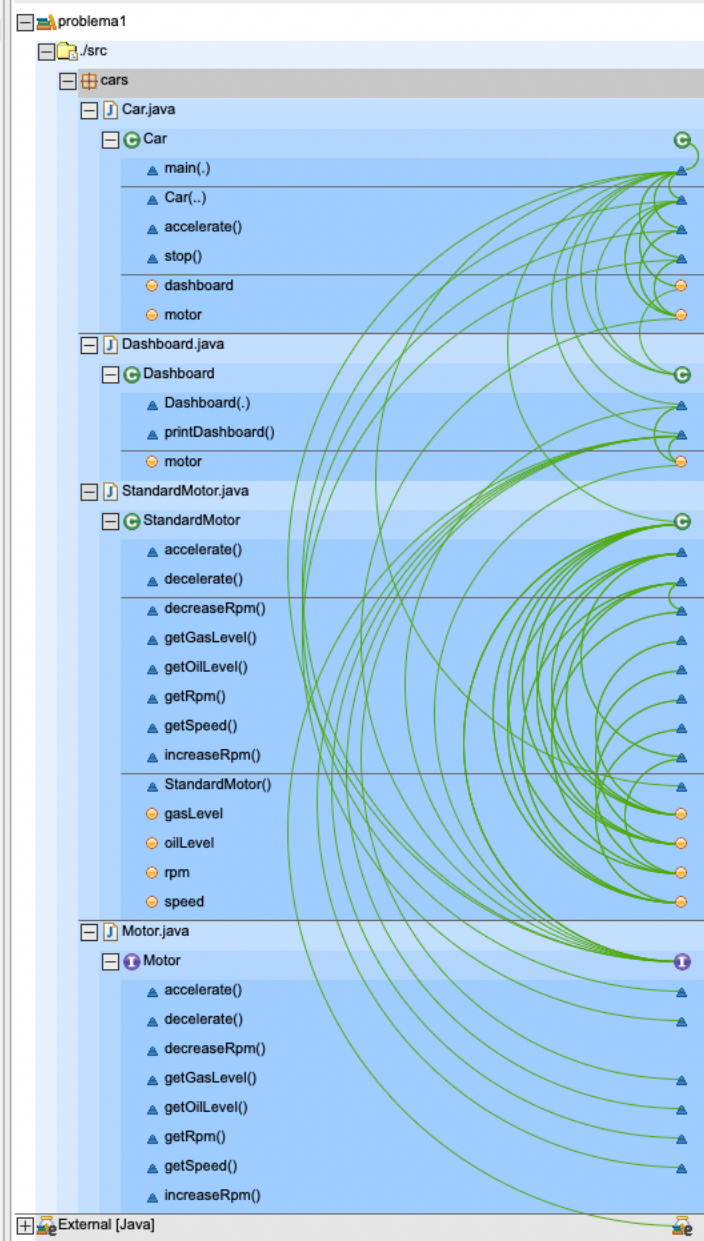 problema1
./src
cars
Car.java
Car
main(.)
Car(..)
accelerate()
stop()
dashboard
motor
Dashboard.java
Dashboard
Dashboard(.)
printDashboard()
motor
StandardMotor.java
StandardMotor
accelerate()
decelerate()
decreaseRpm()
getGasLevel()
getOilLevel()
getRpm()
getSpeed()
increaseRpm()
StandardMotor()
gasLevel
oilLevel
rpm
speed
Motor.java
Motor
accelerate()
decelerate()
decreaseRpm()
getGasLevel()
getOilLevel()
getRpm()
getSpeed()
increaseRpm()
External [Java]